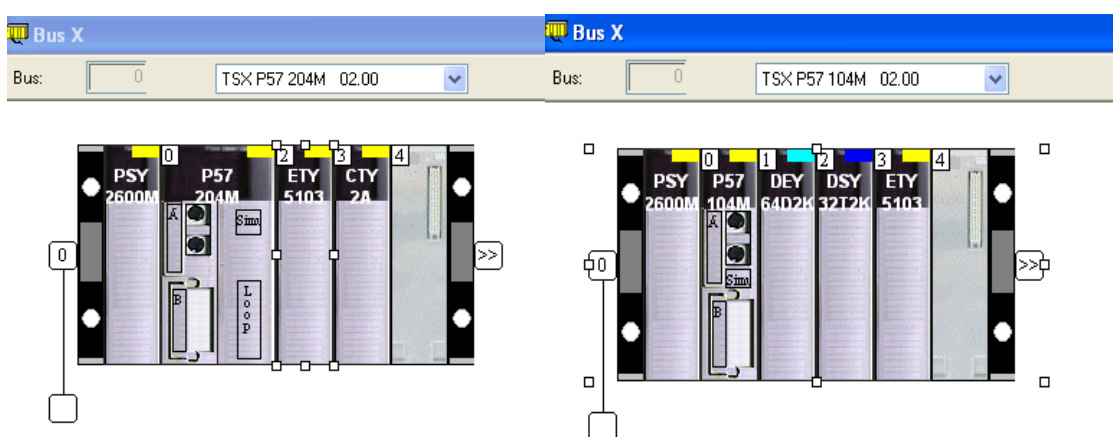 Bus X
Bus: 0 TSX P57 204M 02.00
0 2 3 4
PSY P57 ETY CTY
2600M 204M 5103 2A
A
B
Loop
0
>>
Bus X
Bus: 0 TSX P57 104M 02.00
0 1 2 3 4
PSY P57 DEY DSY ETY
2600M 104M 64D2K 32T2K 5103
A
B
0
>>